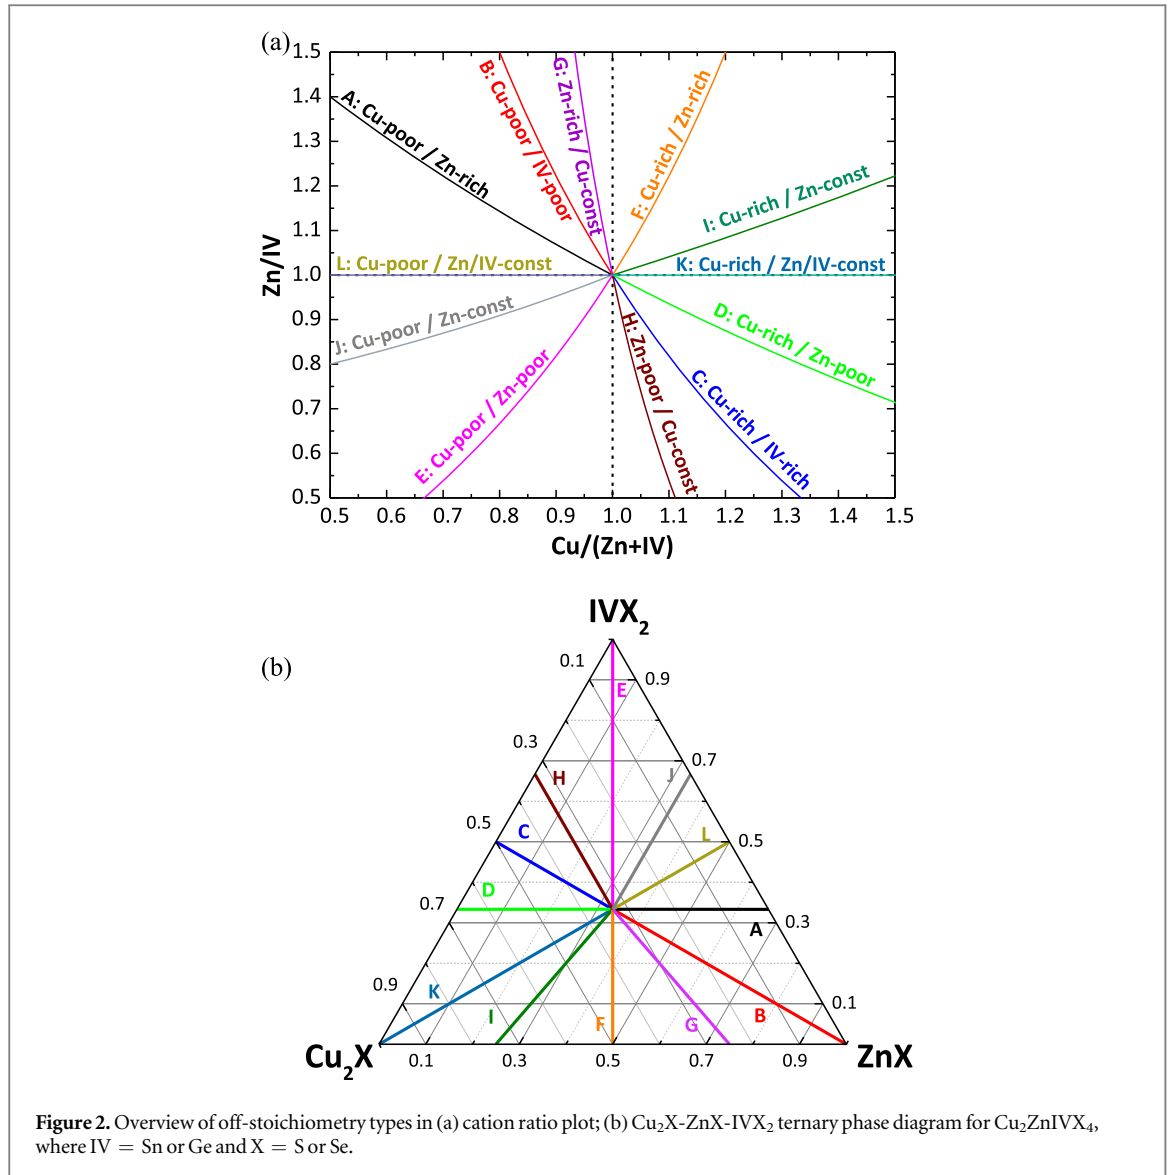 (a)
1.5
1.4
1.3
1.2
1.1
1.0
0.9
0.8
0.7
0.6
0.5
Zn/IV
A: Cu-poor / Zn-rich
B: Cu-poor / IV-poor
G: Zn-rich / Cu-const
F: Cu-rich / Zn-rich
I: Cu-rich / Zn-const
L: Cu-poor / Zn/IV-const
K: Cu-rich / Zn/IV-const
J: Cu-poor / Zn-const
D: Cu-rich / Zn-poor
H: Zn-poor / Cu-const
E: Cu-poor / Zn-poor
C: Cu-rich / IV-rich
0.5 0.6 0.7 0.8 0.9 1.0 1.1 1.2 1.3 1.4 1.5
Cu/(Zn+IV)
(b)
IVX2
0.1
0.9
E
0.3
0.7
H
J
0.5
0.5
C
L
D
0.7
0.3
A
0.9
0.1
K
I
F
G
B
Cu2X
ZnX
0.1 0.3 0.5 0.7 0.9
Figure 2. Overview of off-stoichiometry types in (a) cation ratio plot; (b) Cu2X-ZnX-IVX2 ternary phase diagram for Cu2ZnIVX4,
where IV = Sn or Ge and X = S or Se.